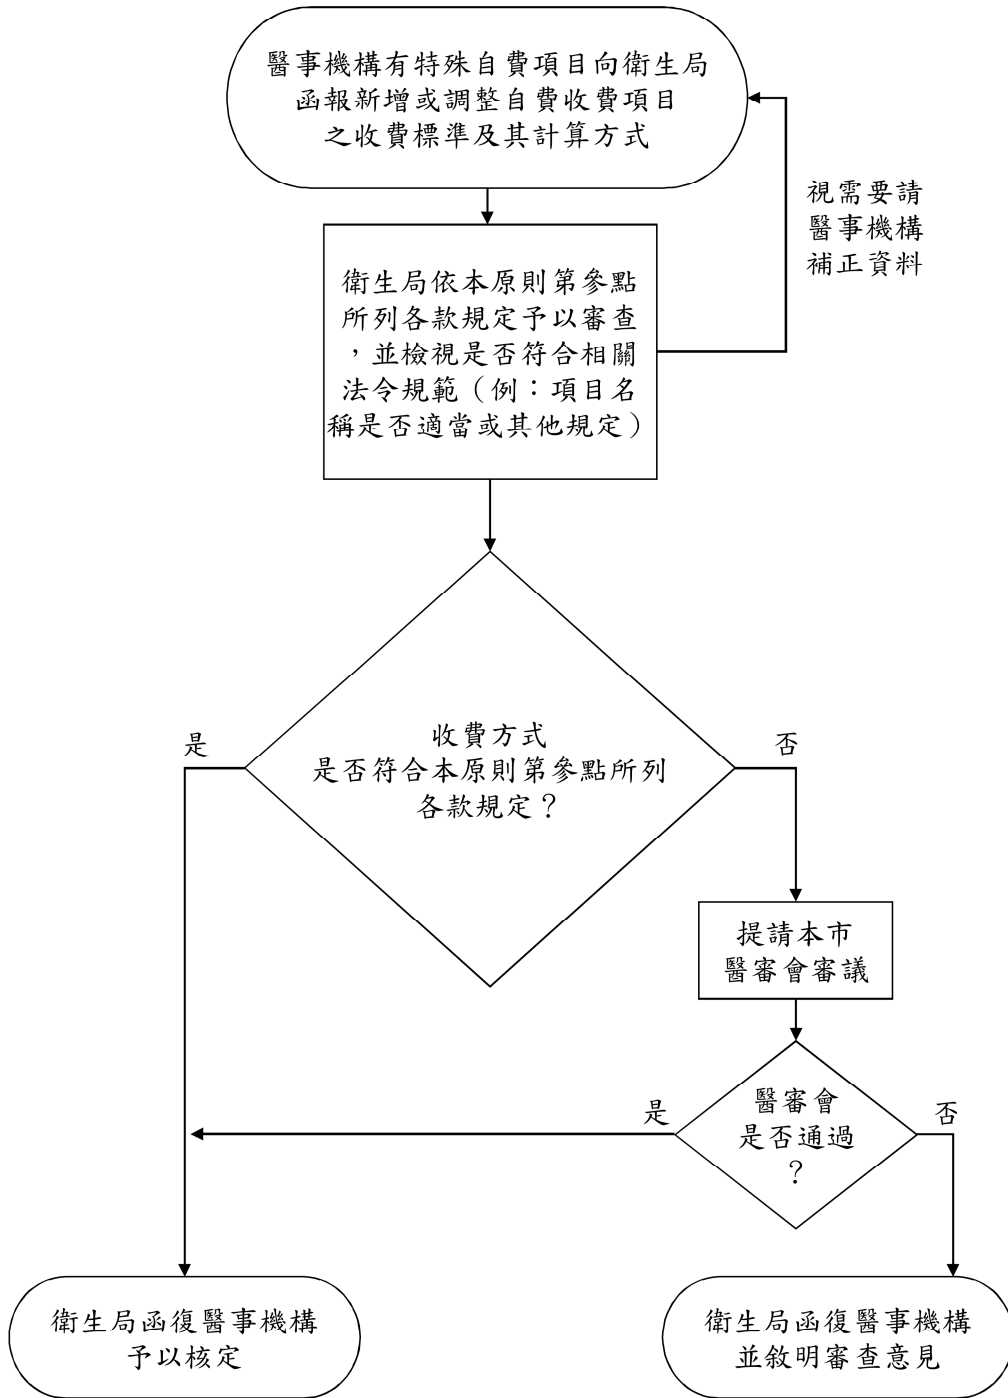 醫事機構有特殊自費項目向衛生局
函報新增或調整自費收費項目
之收費標準及其計算方式
視需要請
醫事機構
補正資料
衛生局依本原則第參點
所列各款規定予以審查
，並檢視是否符合相關
法令規範（例：項目名
稱是否適當或其他規定）
收費方式
是否符合本原則第參點所列
各款規定？
是
否
提請本市
醫審會審議
醫審會
是否通過
？
是
否
衛生局函復醫事機構
予以核定
衛生局函復醫事機構
並敘明審查意見